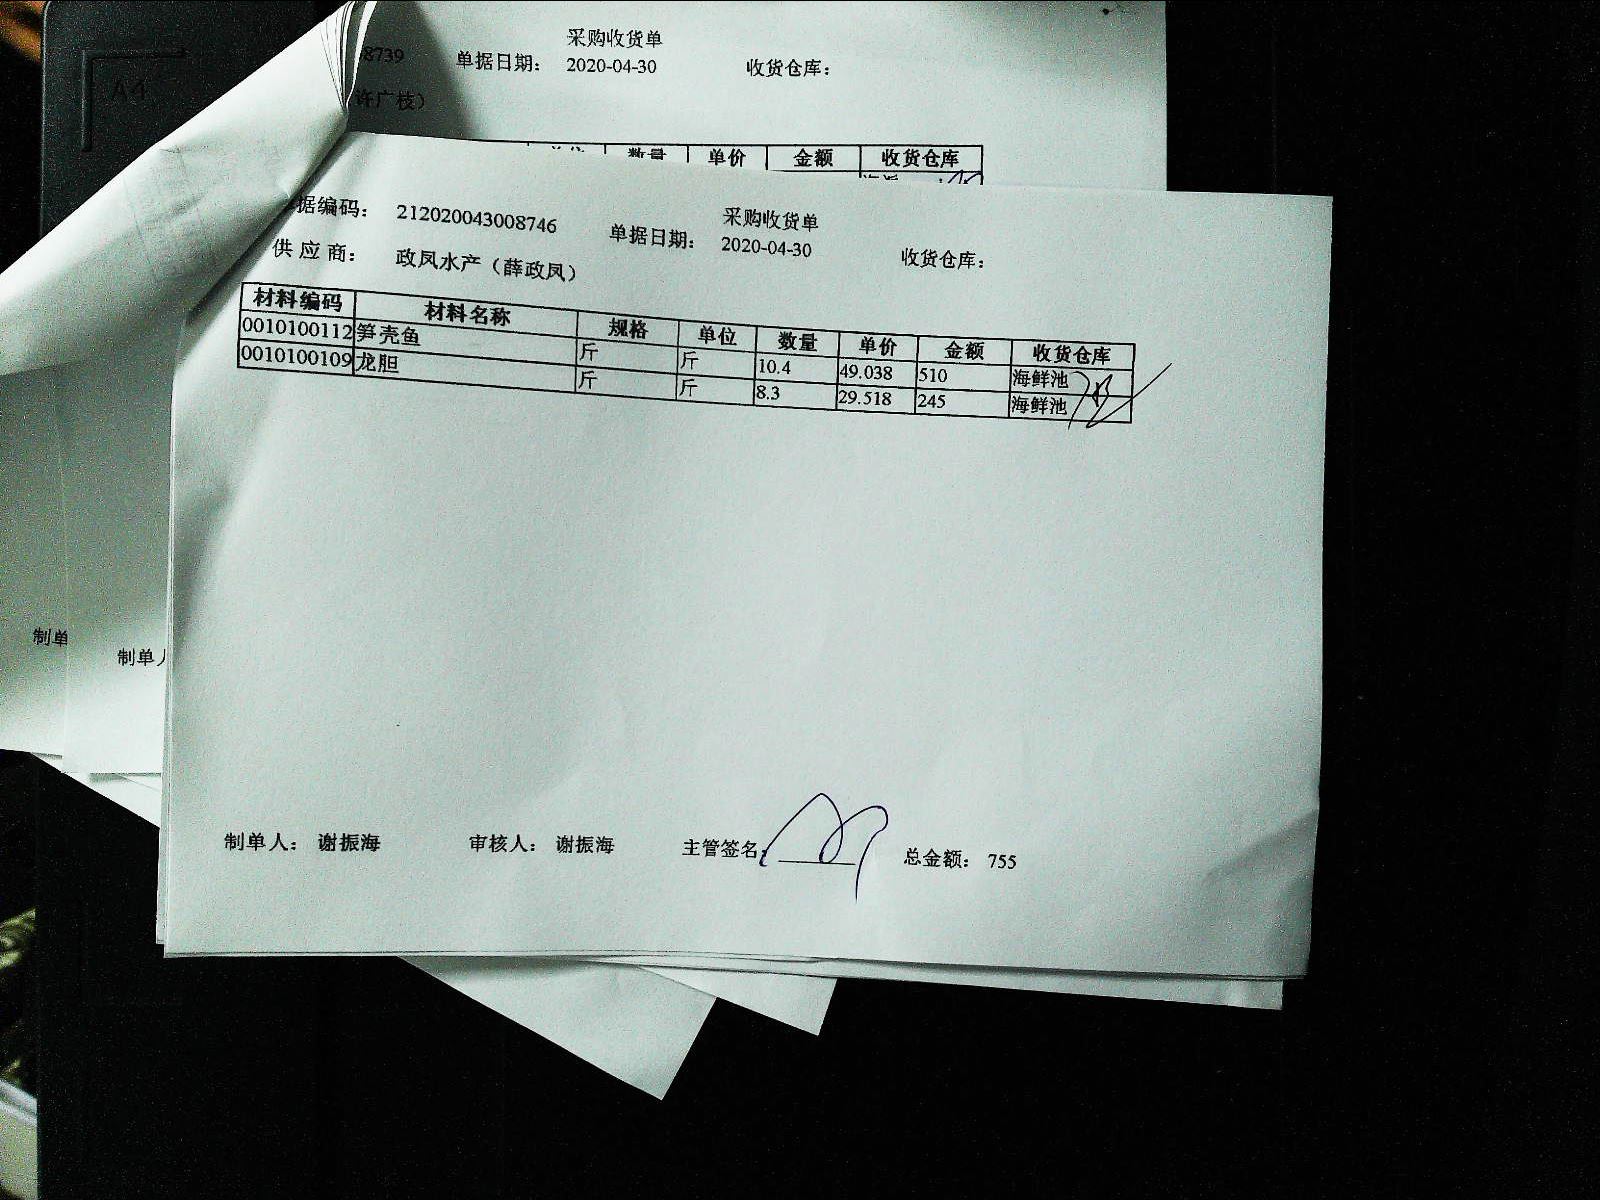 采购收货单
8739 单据日期： 2020-04-30 收货仓库：
许广枝）
数量 单价 金额 收货仓库
采购收货单
据编码： 212020043008746 单据日期： 2020-04-30 收货仓库：
供应商： 政凤水产（薛政凤）
材料编码 材料名称 规格 单位 数量 单价 金额 收货仓库
0010100112 笋壳鱼 斤 斤 10.4 49.038 510 海鲜池
0010100109 龙胆 斤 斤 8.3 29.518 245 海鲜池
制单
制单人
制单人： 谢振海 审核人： 谢振海 主管签名： 总金额： 755
A4